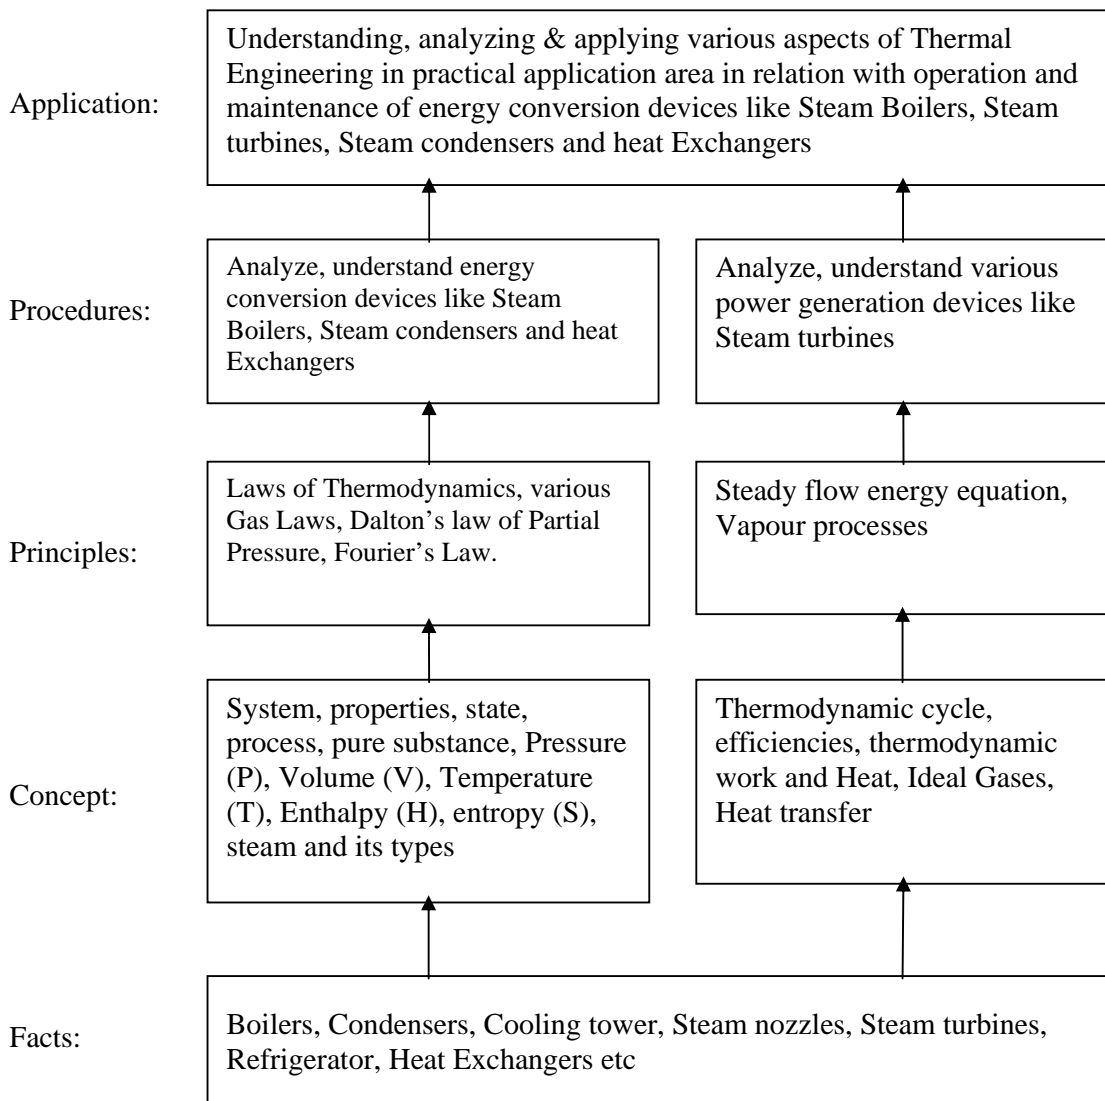 Application:
Understanding, analyzing & applying various aspects of Thermal
Engineering in practical application area in relation with operation and
maintenance of energy conversion devices like Steam Boilers, Steam
turbines, Steam condensers and heat Exchangers
Procedures:
Analyze, understand energy
conversion devices like Steam
Boilers, Steam condensers and heat
Exchangers
Analyze, understand various
power generation devices like
Steam turbines
Principles:
Laws of Thermodynamics, various
Gas Laws, Dalton’s law of Partial
Pressure, Fourier’s Law.
Steady flow energy equation,
Vapour processes
Concept:
System, properties, state,
process, pure substance, Pressure
(P), Volume (V), Temperature
(T), Enthalpy (H), entropy (S),
steam and its types
Thermodynamic cycle,
efficiencies, thermodynamic
work and Heat, Ideal Gases,
Heat transfer
Facts:
Boilers, Condensers, Cooling tower, Steam nozzles, Steam turbines,
Refrigerator, Heat Exchangers etc